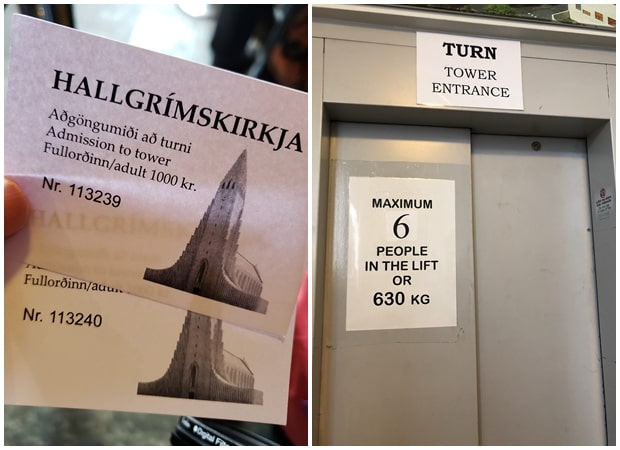 HALLGRÍMSKIRKJA
Aðgöngumiði að turni
Admission to tower
Fullorðinn/adult 1000 kr.
Nr. 113239
Fullorðinn/adult
Nr. 113240
Digital
TURN
TOWER
ENTRANCE
MAXIMUM
6
PEOPLE
IN THE LIFT
OR
630 KG